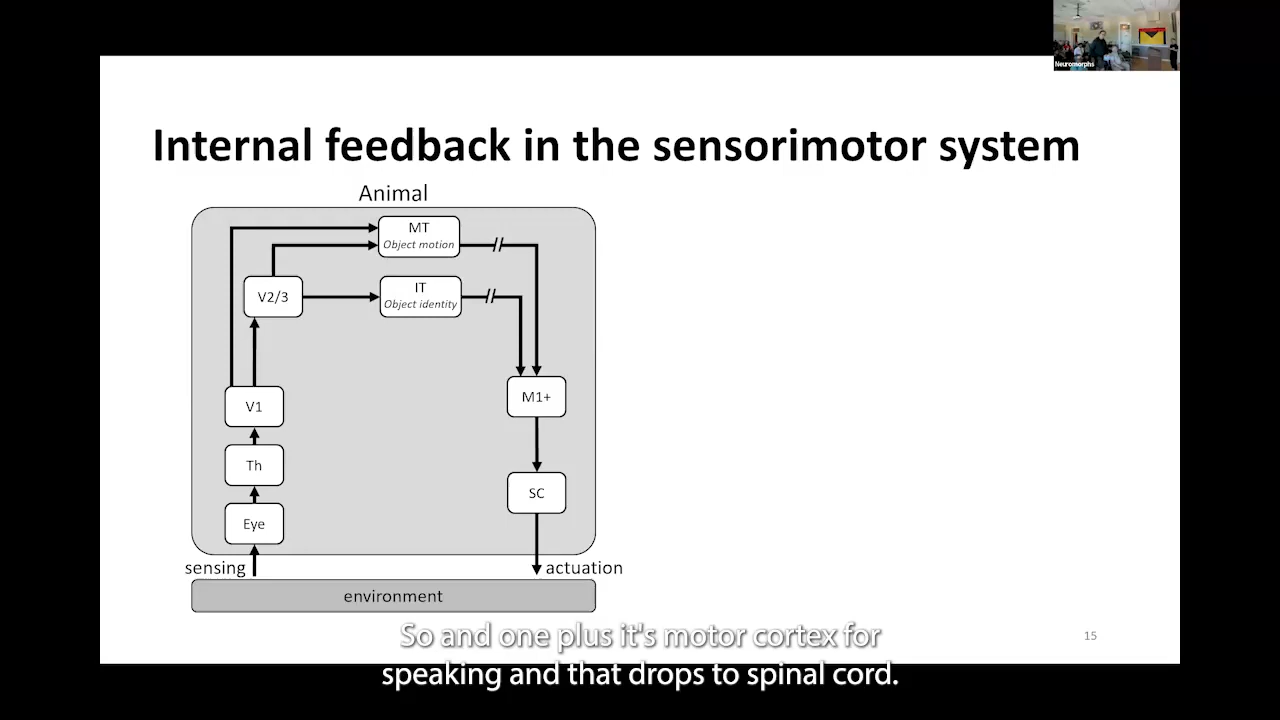 Neuromorphs
Internal feedback in the sensorimotor system
Animal
MT
Object motion
V2/3
IT
Object identity
V1
M1+
Th
SC
Eye
sensing
actuation
environment
So and one plus it's motor cortex for
15
speaking and that drops to spinal cord.